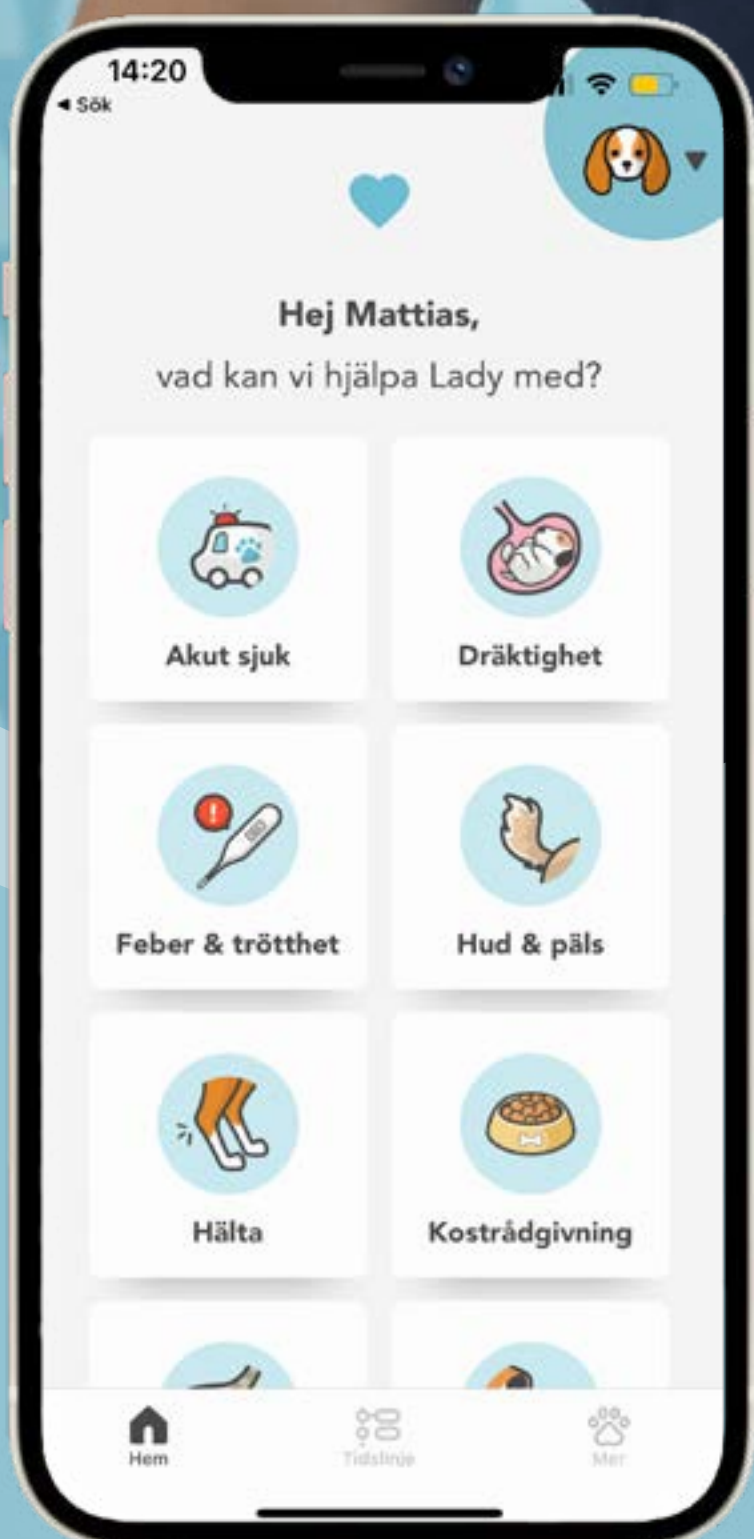 14:20
◀ Sök
Hej Mattias,
vad kan vi hjälpa Lady med?
Akut sjuk
Dräktighet
Feber & trötthet
Hud & päls
Hälta
Kostrådgivning
Hem
Tidslinje
Mer